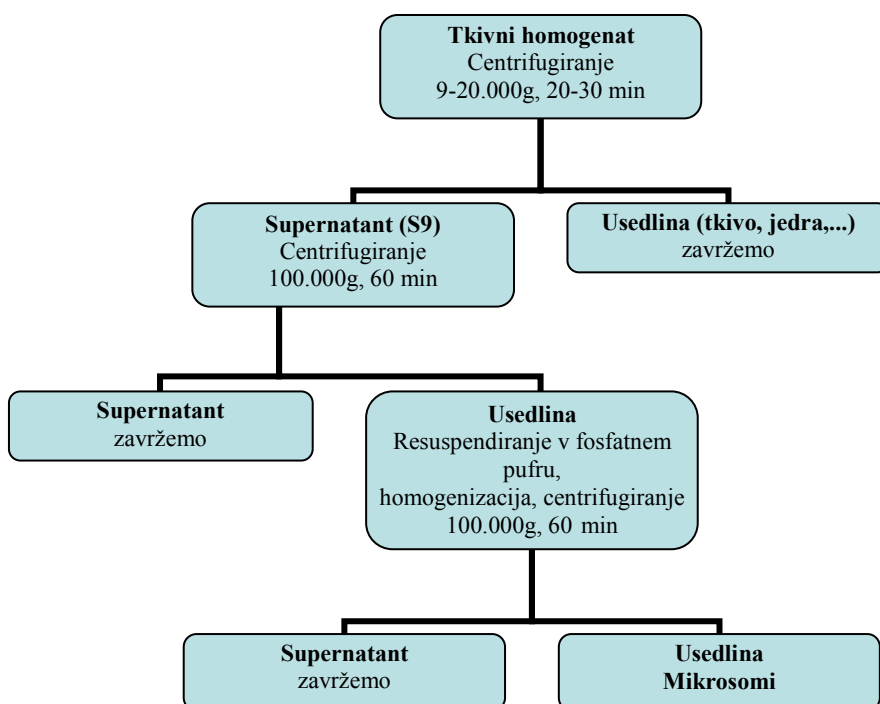 Tkivni homogenat
Centrifugiranje
9-20.000g, 20-30 min
Supernatant (S9)
Centrifugiranje
100.000g, 60 min
Usedlina (tkivo, jedra,...)
zavržemo
Supernatant
zavržemo
Usedlina
Resuspendiranje v fosfatnem
pufru,
homogenizacija, centrifugiranje
100.000g, 60 min
Supernatant
zavržemo
Usedlina
Mikrosomi